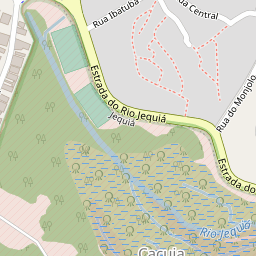 Rua Ibatuba
a Central
Estrada do Rio Jequiá
Jequiá
Rua do Monjolo
Estrada do
Rio Jequiá
Cacuia